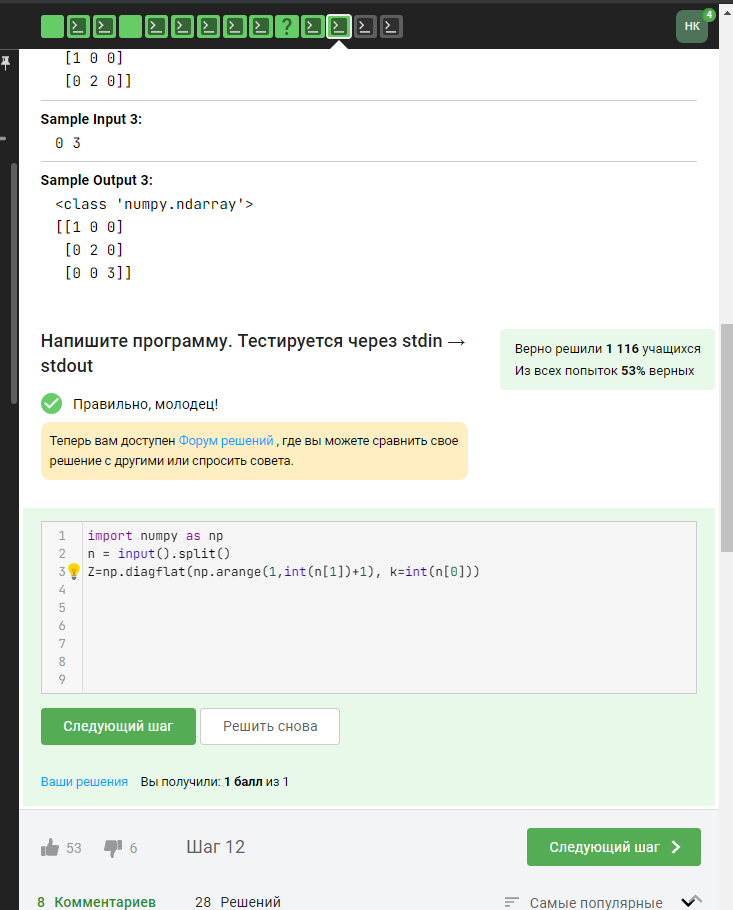 НК
4
?
[1 0 0]
[0 2 0]]
Sample Input 3:
0 3
Sample Output 3:
<class 'numpy.ndarray'>
[[1 0 0]
[0 2 0]
[0 0 3]]
Напишите программу. Тестируется через stdin →
stdout
Верно решили 1 116 учащихся
Из всех попыток 53% верных
Правильно, молодец!
Теперь вам доступен Форум решений , где вы можете сравнить свое
решение с другими или спросить совета.
1 import numpy as np
2 n = input().split()
3 Z=np.diagflat(np.arange(1,int(n[1])+1), k=int(n[0]))
4
5
6
7
8
9
Следующий шаг
Решить снова
Ваши решения Вы получили: 1 балл из 1
53 6 Шаг 12 Следующий шаг
8 Комментариев 28 Решений Самые популярные